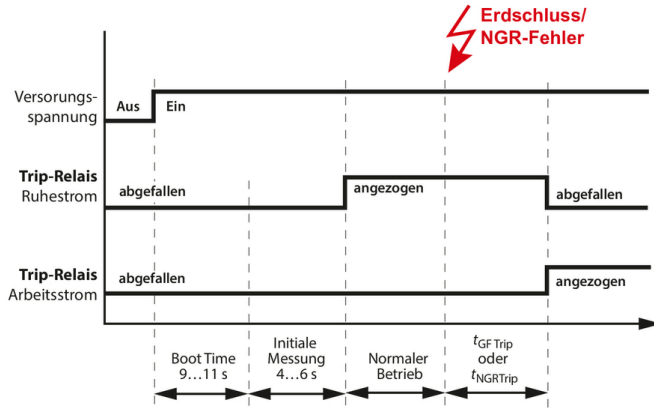 Erdschluss/
NGR-Fehler
Versorungs-
spannung
Aus
Ein
Trip-Relais
Ruhestrom
abgefallen
angezogen
abgefallen
Trip-Relais
Arbeitsstrom
abgefallen
angezogen
Boot Time
9…11 s
Initiale
Messung
4…6 s
Normaler
Betrieb
tGF Trip
oder
tNGRTrip